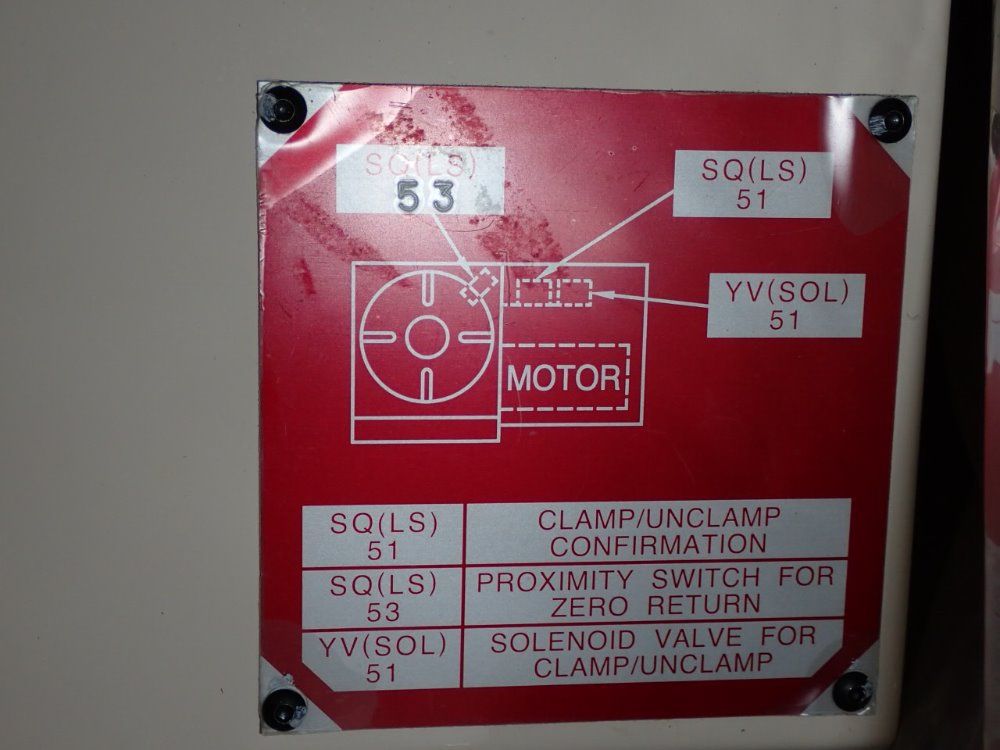 SQ(LS)
53
SQ(LS)
51
YV(SOL)
51
MOTOR
SQ(LS)
51
CLAMP/UNCLAMP
CONFIRMATION
SQ(LS)
53
PROXIMITY SWITCH FOR
ZERO RETURN
YV(SOL)
51
SOLENOID VALVE FOR
CLAMP/UNCLAMP